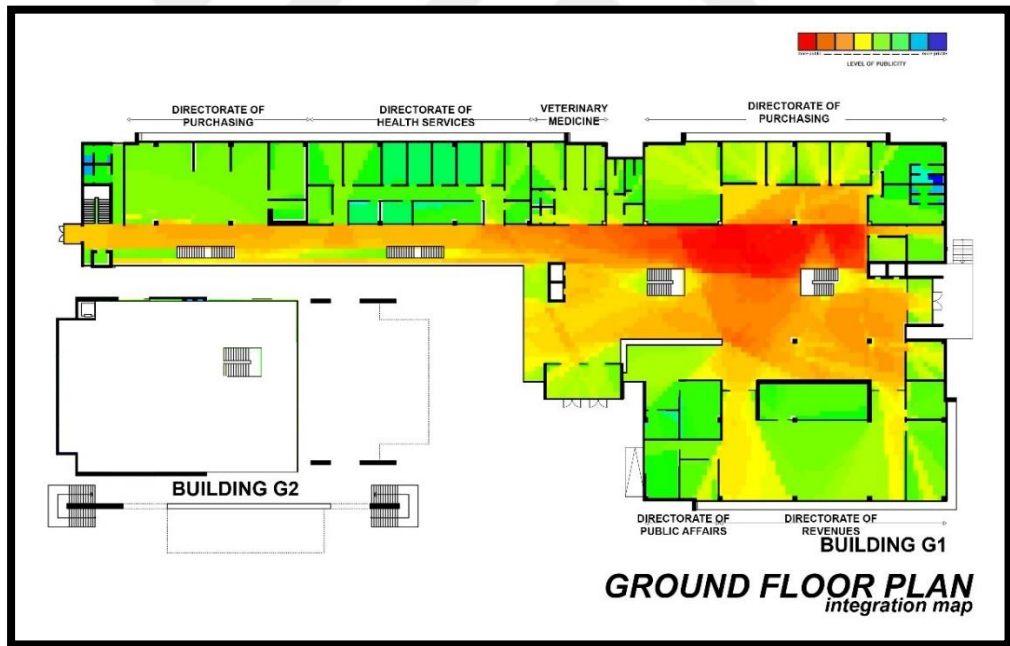 LEVEL OF PUBLICITY
DIRECTORATE OF
PURCHASING
DIRECTORATE OF
HEALTH SERVICES
VETERINARY
MEDICINE
DIRECTORATE OF
PURCHASING
BUILDING G2
DIRECTORATE OF
PUBLIC AFFAIRS
DIRECTORATE OF
REVENUES
BUILDING G1
GROUND FLOOR PLAN
integration map